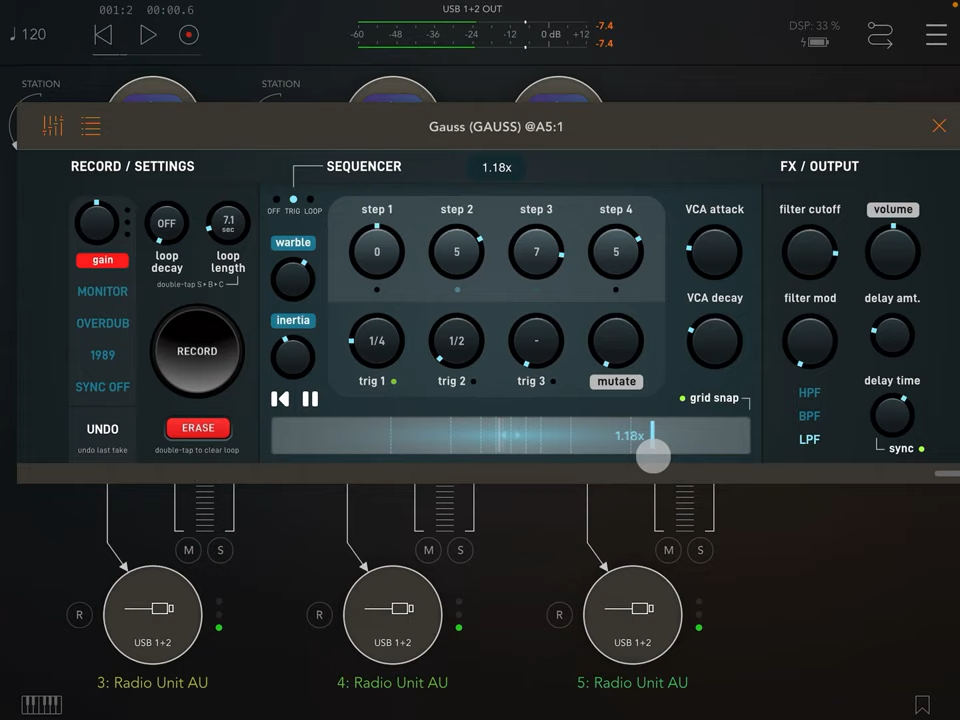 001:2 00:00.6
♩120
USB 1+2 OUT
-60 -48 -36 -24 -12 0 dB +12
-7.4
-7.4
DSP: 33 %
STATION
STATION
Gauss (GAUSS) @A5:1
RECORD / SETTINGS
SEQUENCER
1.18x
FX / OUTPUT
OFF TRIG LOOP
step 1
step 2
step 3
step 4
VCA attack
filter cutoff
volume
OFF
7.1
sec
loop
decay
loop
length
double-tap S▸B▸C
gain
MONITOR
OVERDUB
1989
SYNC OFF
RECORD
UNDO
undo last take
ERASE
double-tap to clear loop
warble
inertia
0
5
7
5
VCA decay
filter mod
delay amt.
1/4
1/2
-
trig 1
trig 2
trig 3
mutate
delay time
grid snap
HPF
BPF
LPF
sync
1.18x
M
S
M
S
M
S
R
USB 1+2
R
USB 1+2
R
USB 1+2
3: Radio Unit AU
4: Radio Unit AU
5: Radio Unit AU